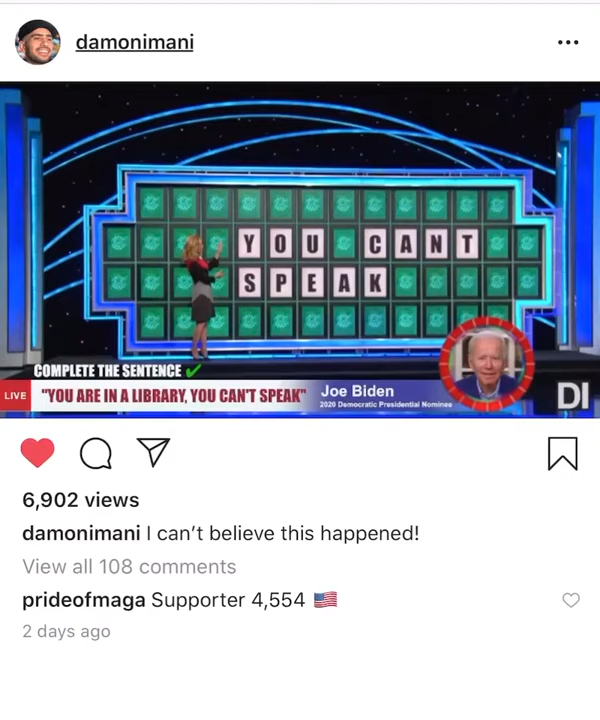 damonimani
YOU CANT
SPEAK
COMPLETE THE SENTENCE
LIVE "YOU ARE IN A LIBRARY, YOU CAN'T SPEAK" Joe Biden
2020 Democratic Presidential Nominee
DI
6,902 views
damonimani I can't believe this happened!
View all 108 comments
prideofmaga Supporter 4,554 🇺🇸
2 days ago